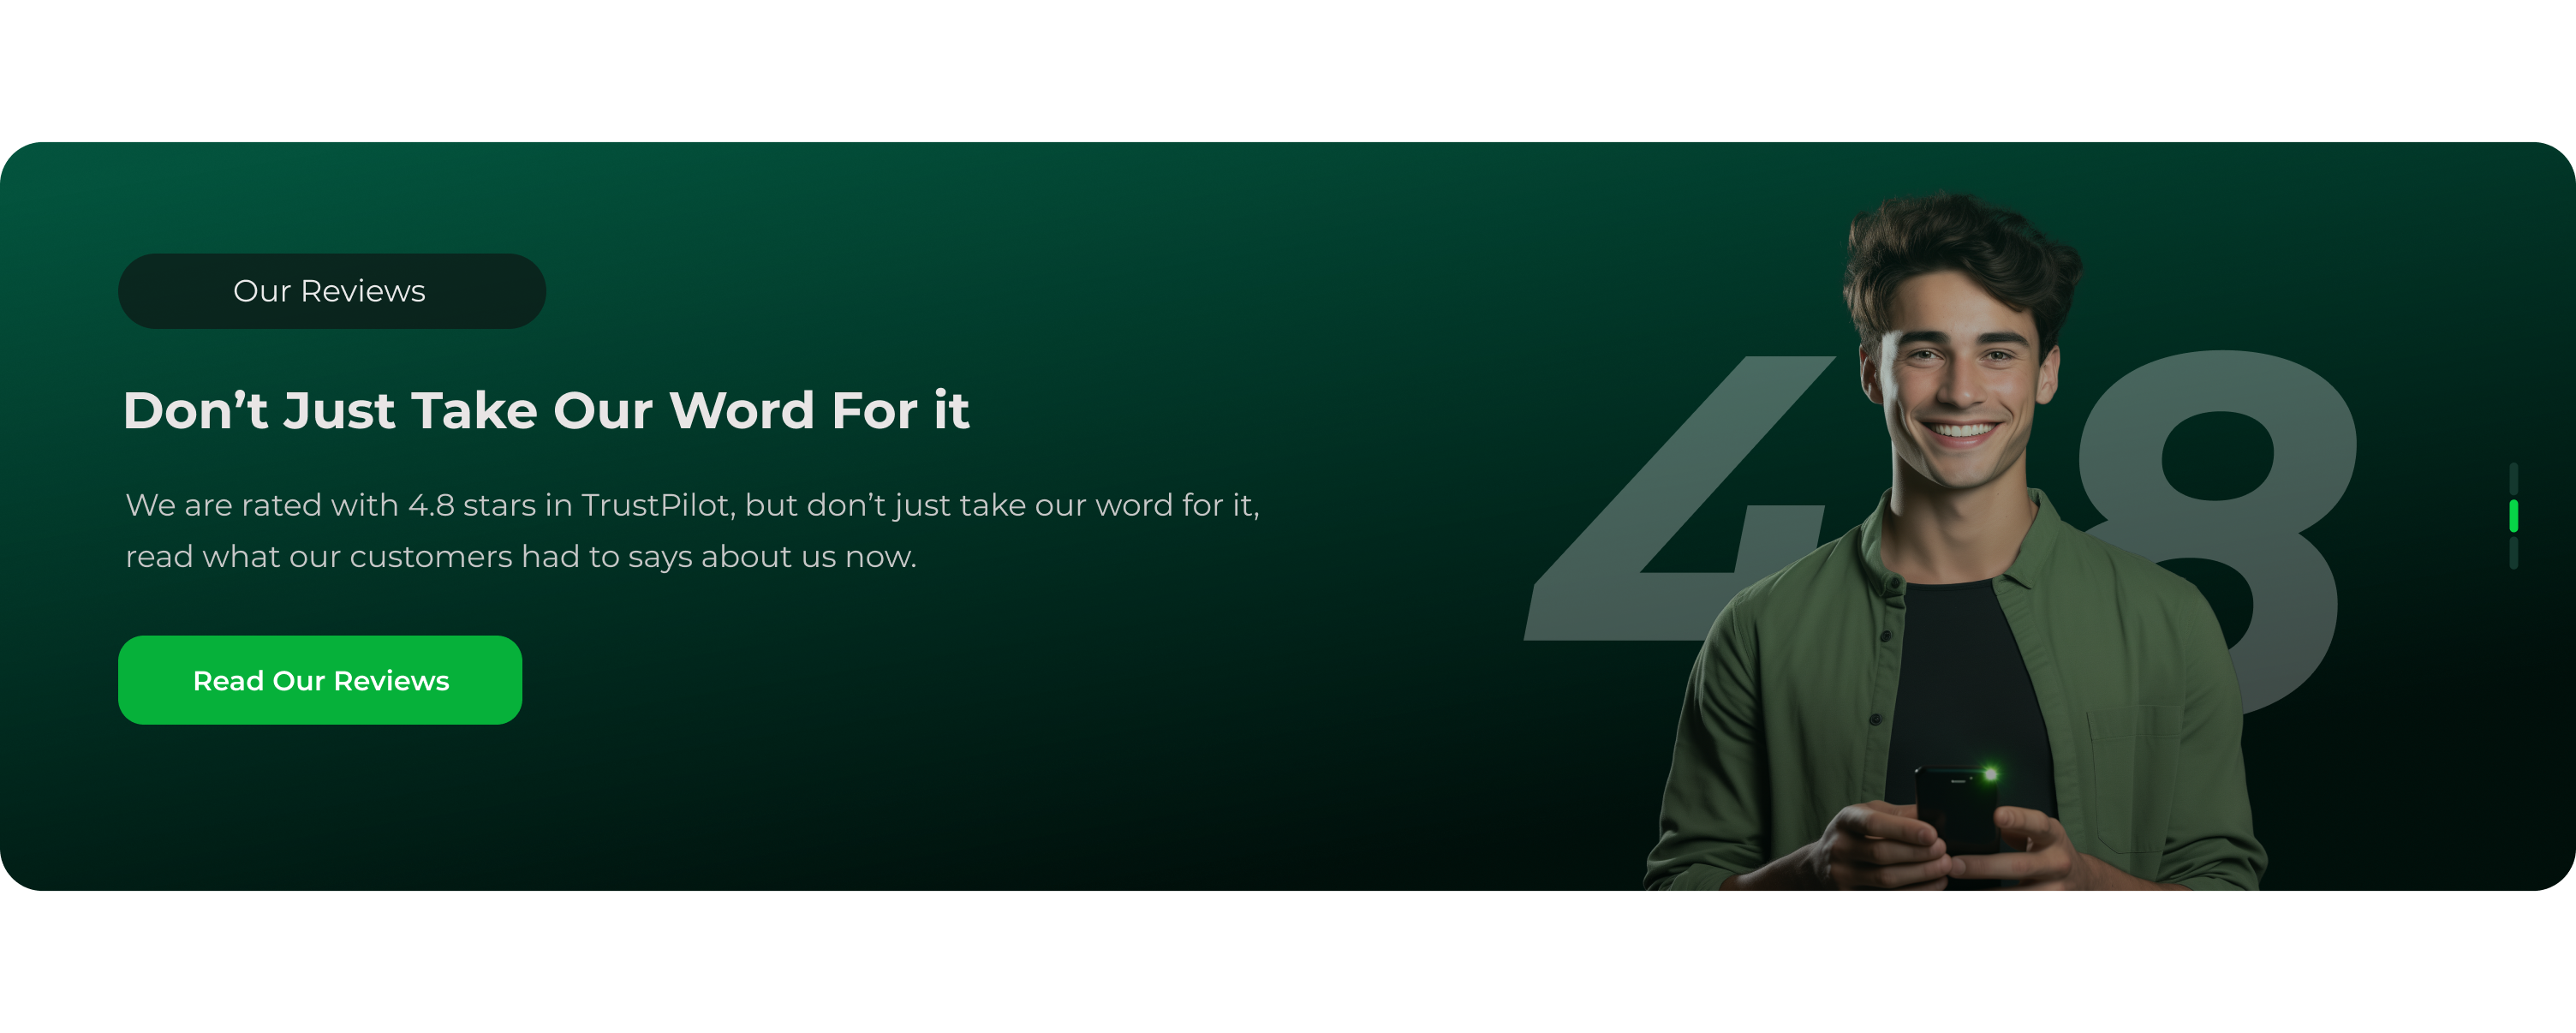 Our Reviews
Don’t Just Take Our Word For it
We are rated with 4.8 stars in TrustPilot, but don’t just take our word for it,
read what our customers had to says about us now.
Read Our Reviews
4 8